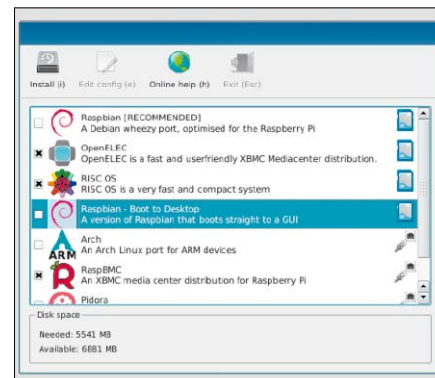 Install (i) Edit config (e) Online help (h) Exit (Esc)
Raspbian [RECOMMENDED]
A Debian wheezy port, optimised for the Raspberry Pi
OpenELEC
OpenELEC is a fast and userfriendly XBMC Mediacenter distribution.
RISC OS
RISC OS is a very fast and compact system
Raspbian - Boot to Desktop
A version of Raspbian that boots straight to a GUI
Arch
An Arch Linux port for ARM devices
ARM
RaspBMC
An XBMC media center distribution for Raspberry Pi
Pidora
Disk space
Needed: 5541 MB
Available: 6881 MB